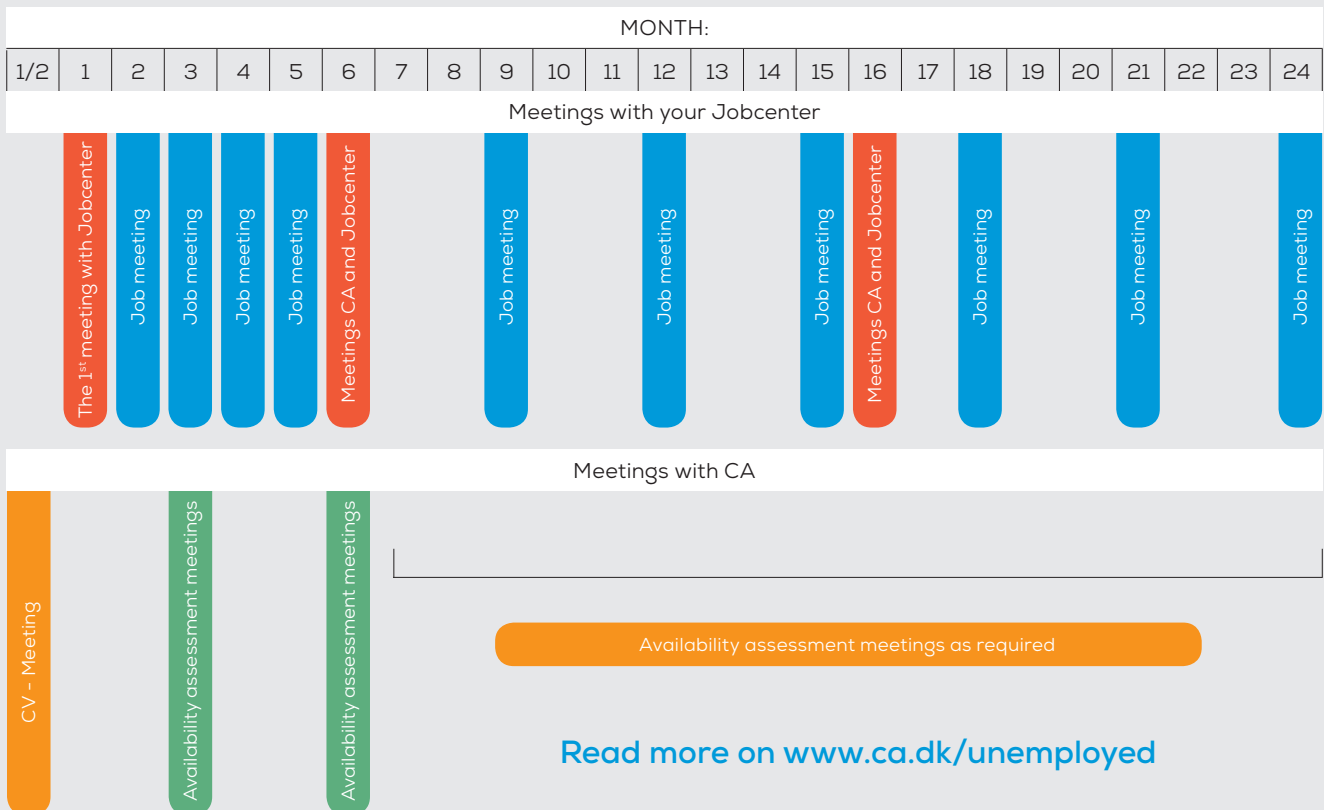 MONTH:
1/2 1 2 3 4 5 6 7 8 9 10 11 12 13 14 15 16 17 18 19 20 21 22 23 24
Meetings with your Jobcenter
The 1st meeting with Jobcenter
Job meeting
Job meeting
Job meeting
Job meeting
Meetings CA and Jobcenter
Job meeting
Job meeting
Job meeting
Meetings CA and Jobcenter
Job meeting
Job meeting
Job meeting
Meetings with CA
CV - Meeting
Availability assessment meetings
Availability assessment meetings
Availability assessment meetings as required
Read more on www.ca.dk/unemployed